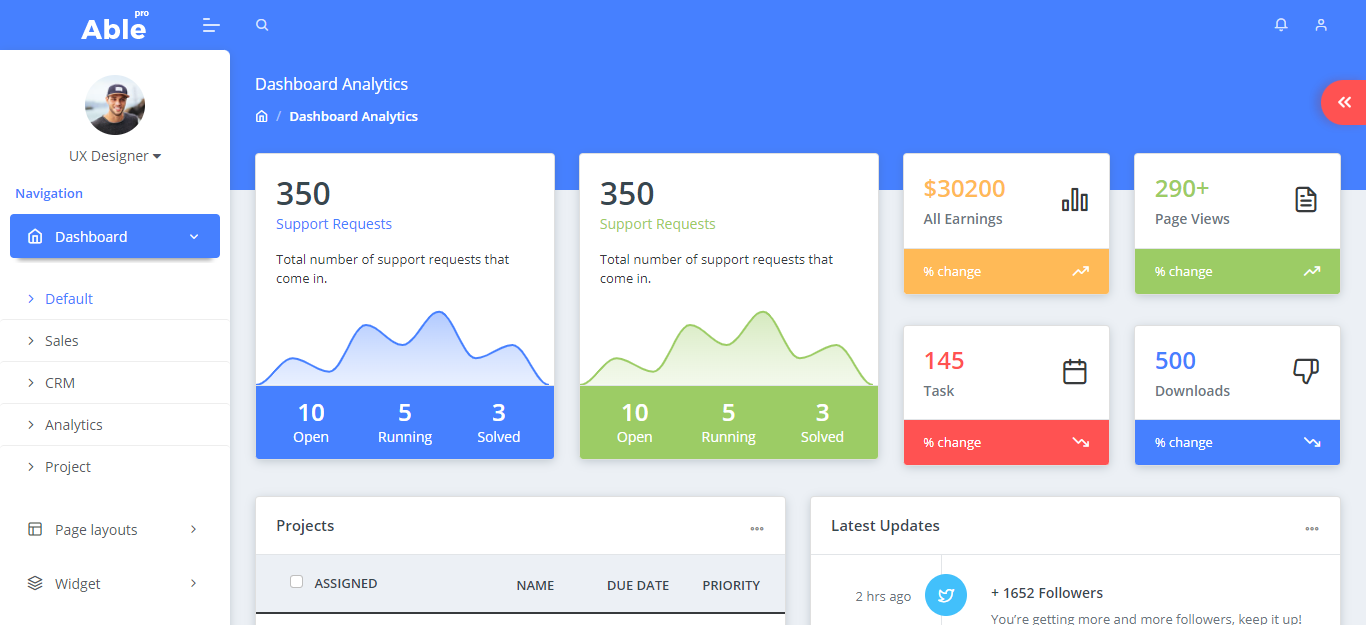 Able pro
UX Designer
Navigation
Dashboard
Default
Sales
CRM
Analytics
Project
Page layouts
Widget
Dashboard Analytics
/ Dashboard Analytics
350
Support Requests
Total number of support requests that
come in.
10 5 3
Open Running Solved
350
Support Requests
Total number of support requests that
come in.
10 5 3
Open Running Solved
$30200
All Earnings
% change
290+
Page Views
% change
145
Task
% change
500
Downloads
% change
Projects
ASSIGNED NAME DUE DATE PRIORITY
Latest Updates
2 hrs ago
+ 1652 Followers
You're getting more and more followers, keep it up!